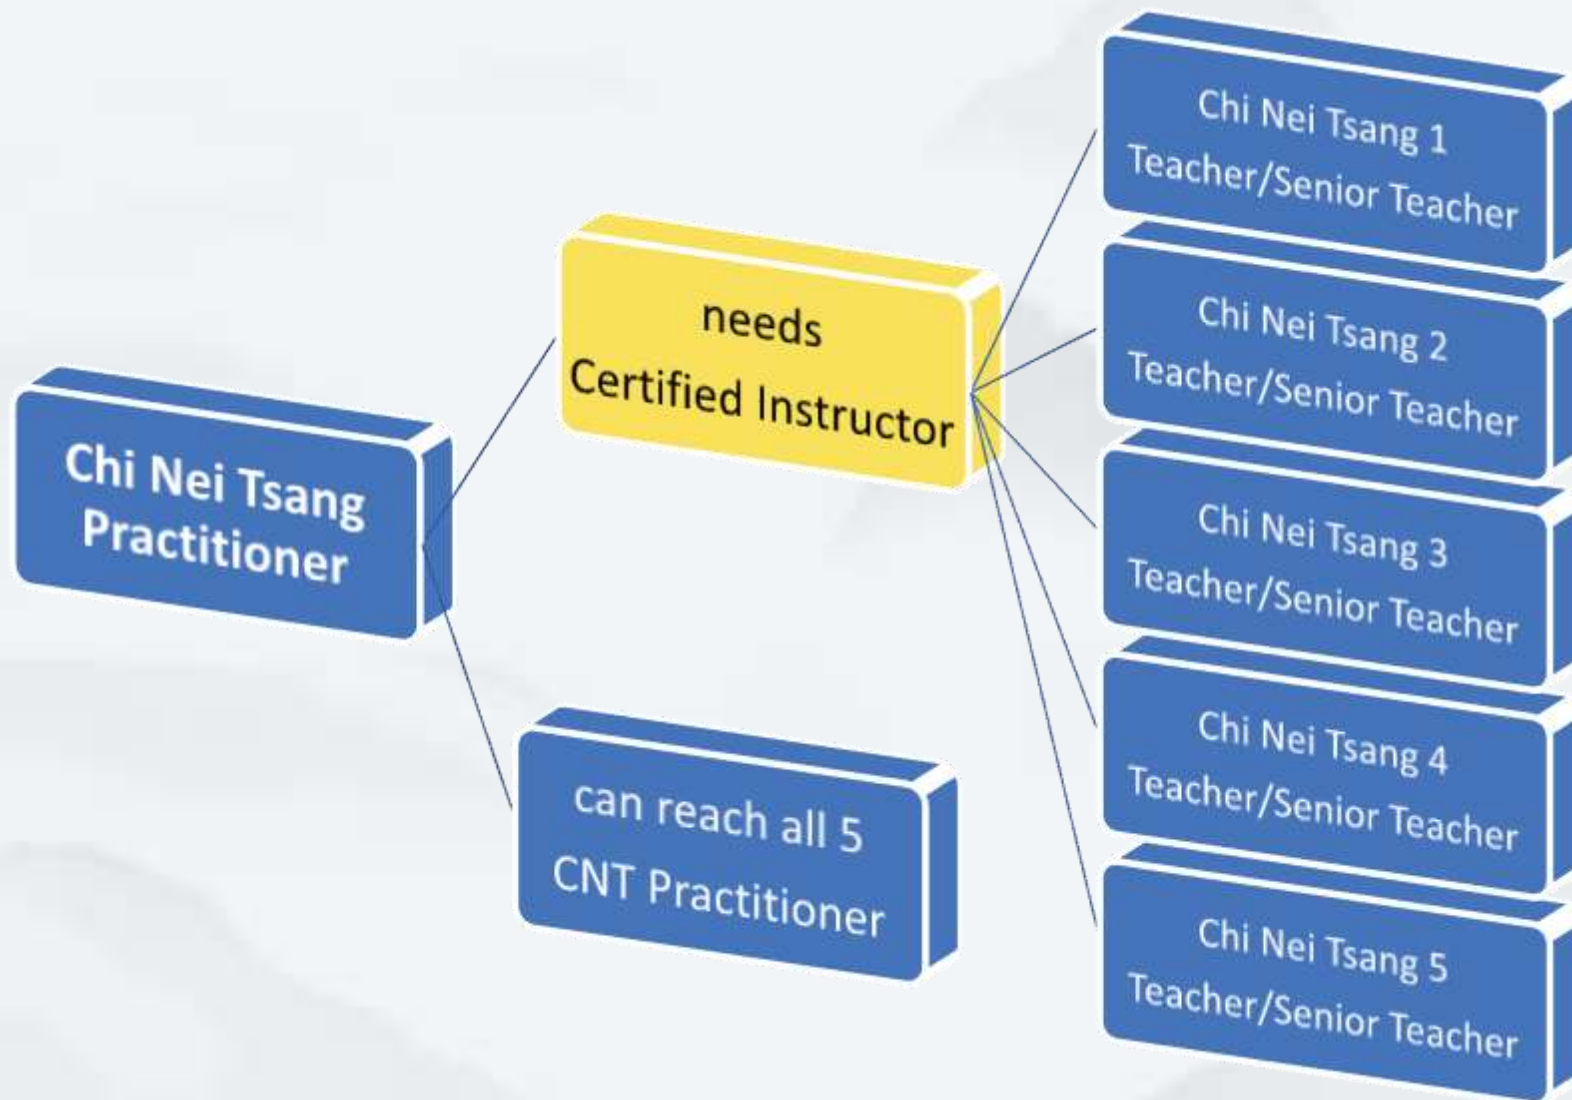 Chi Nei Tsang
Practitioner
needs
Certified Instructor
can reach all 5
CNT Practitioner
Chi Nei Tsang 1
Teacher/Senior Teacher
Chi Nei Tsang 2
Teacher/Senior Teacher
Chi Nei Tsang 3
Teacher/Senior Teacher
Chi Nei Tsang 4
Teacher/Senior Teacher
Chi Nei Tsang 5
Teacher/Senior Teacher